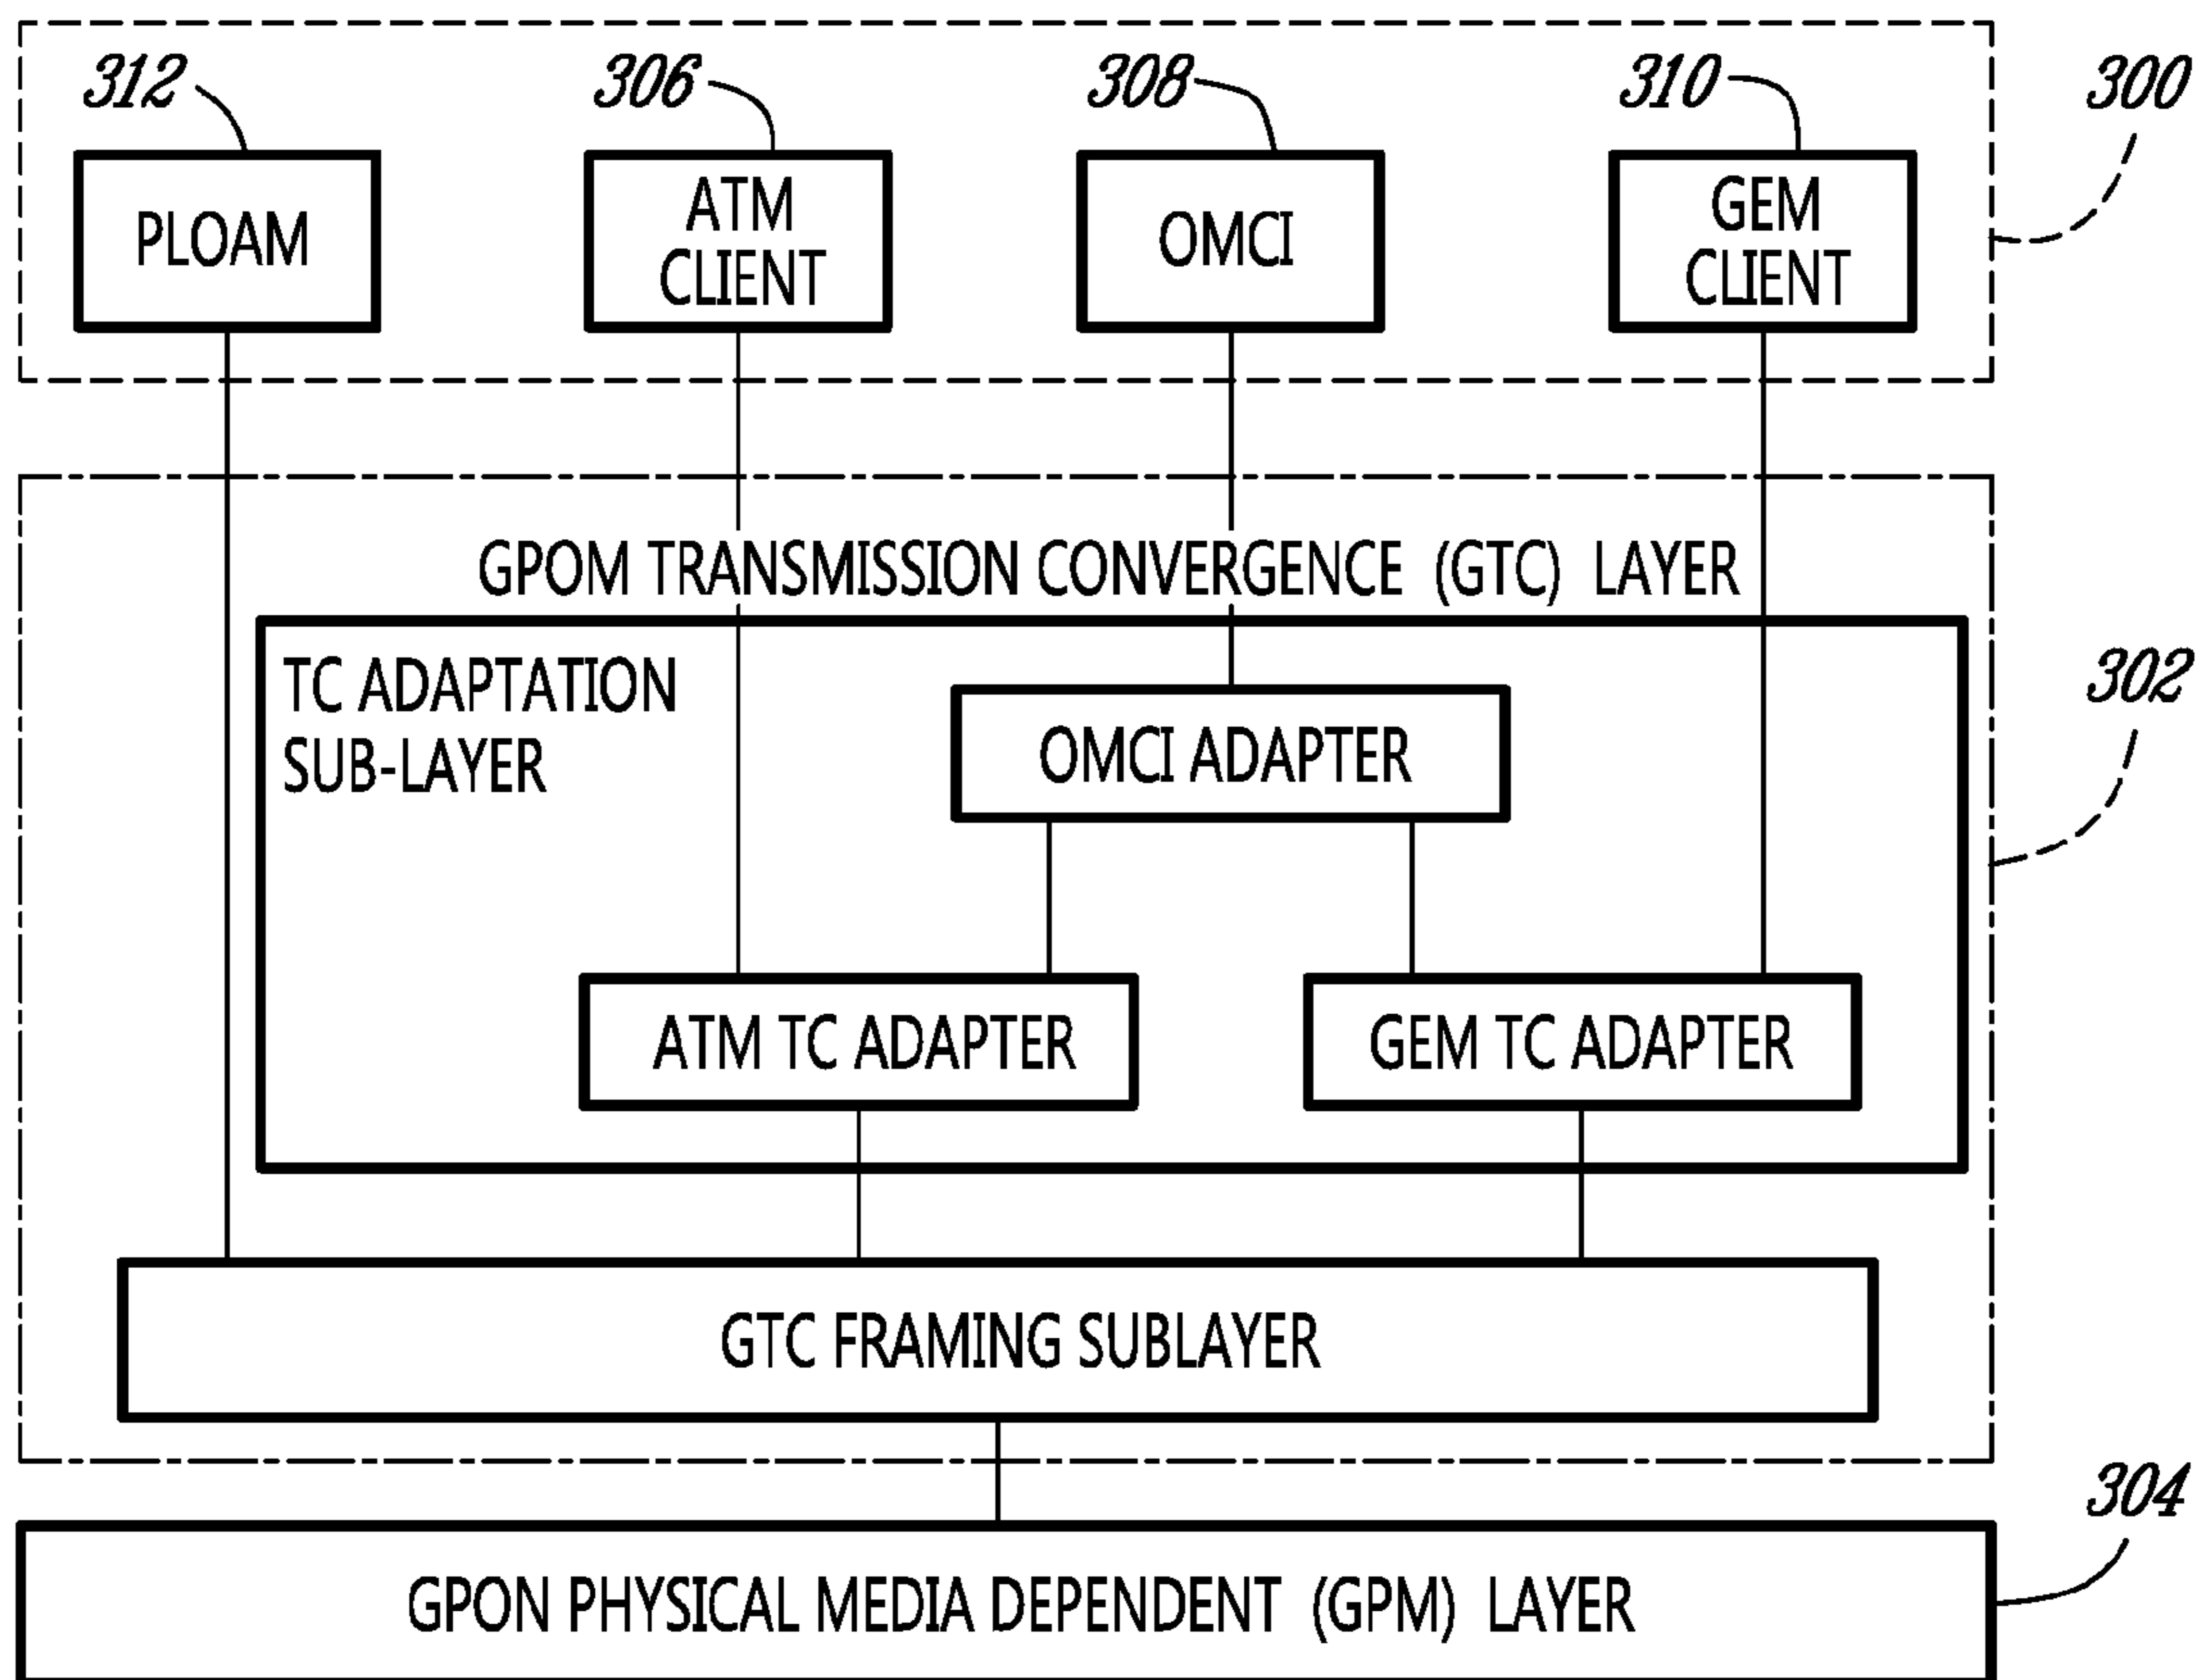 312
306
308
310
300
PLOAM
ATM
CLIENT
OMCI
GEM
CLIENT
GPOM TRANSMISSION CONVERGENCE (GTC) LAYER
TC ADAPTATION
SUB-LAYER
302
OMCI ADAPTER
ATM TC ADAPTER
GEM TC ADAPTER
GTC FRAMING SUBLAYER
304
GPON PHYSICAL MEDIA DEPENDENT (GPM) LAYER